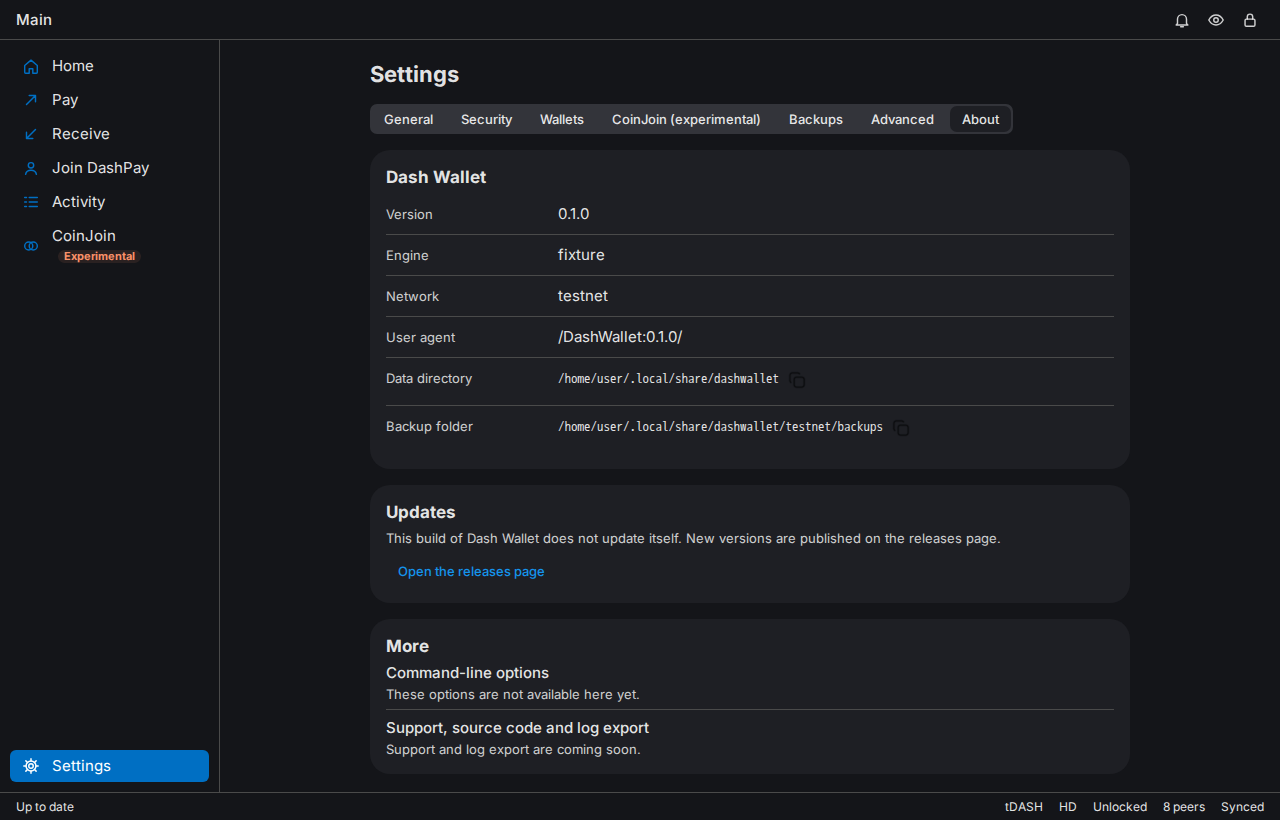 Main
Home
Pay
Receive
Join DashPay
Activity
CoinJoin
Experimental
Settings
Settings
General Security Wallets CoinJoin (experimental) Backups Advanced About
Dash Wallet
Version 0.1.0
Engine fixture
Network testnet
User agent /DashWallet:0.1.0/
Data directory /home/user/.local/share/dashwallet
Backup folder /home/user/.local/share/dashwallet/testnet/backups
Updates
This build of Dash Wallet does not update itself. New versions are published on the releases page.
Open the releases page
More
Command-line options
These options are not available here yet.
Support, source code and log export
Support and log export are coming soon.
Up to date tDASH HD Unlocked 8 peers Synced